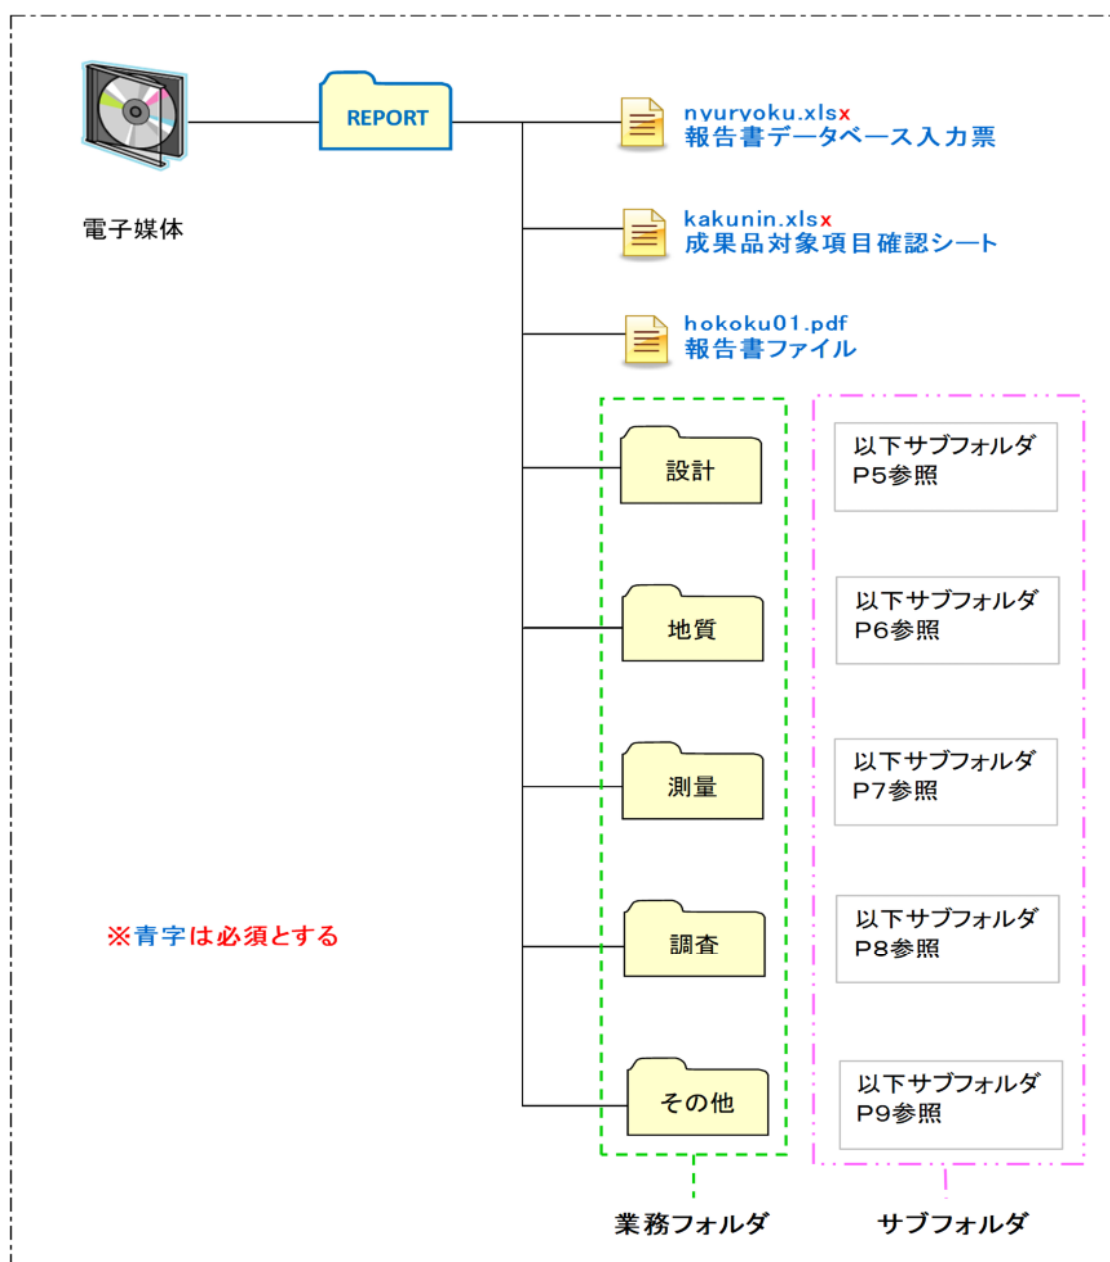 REPORT
nyuryoku.xlsx
報告書データベース入力票
電子媒体
kakunin.xlsx
成果品対象項目確認シート
hokoku01.pdf
報告書ファイル
設計
以下サブフォルダ
P5参照
地質
以下サブフォルダ
P6参照
測量
以下サブフォルダ
P7参照
※青字は必須とする
調査
以下サブフォルダ
P8参照
その他
以下サブフォルダ
P9参照
業務フォルダ
サブフォルダ